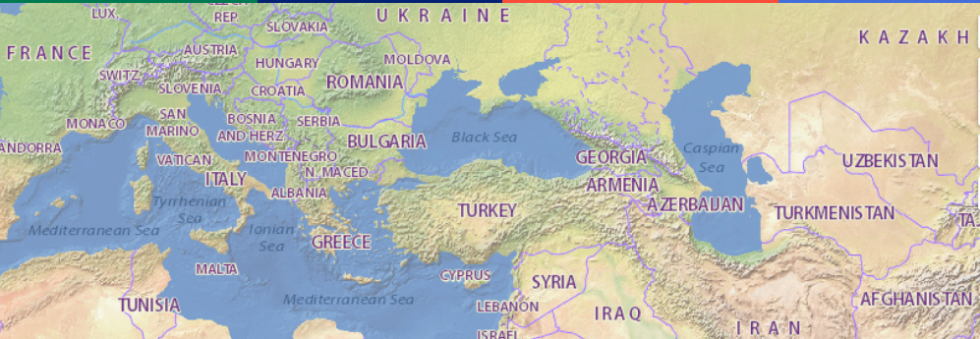 LUX.
CZECH
REP.
SLOVAKIA
UKRAINE
FRANCE
AUSTRIA
HUNGARY
MOLDOVA
KAZAKH
SWITZ.
SLOVENIA
CROATIA
ROMANIA
MONACO
SAN
MARINO
BOSNIA
AND HERZ.
SERBIA
BULGARIA
Black Sea
ANDORRA
VATICAN
MONTENEGRO
N. MACED.
GEORGIA
Caspian
Sea
UZBEKISTAN
ITALY
ALBANIA
ARMENIA
AZERBAIJAN
Tyrrhenian
Sea
TURKEY
TURKMENISTAN
TAJ
Mediterranean Sea
Ionian
Sea
GREECE
MALTA
CYPRUS
SYRIA
TUNISIA
Mediterranean Sea
LEBANON
IRAQ
AFGHANISTAN
ISRAEL
IRAN